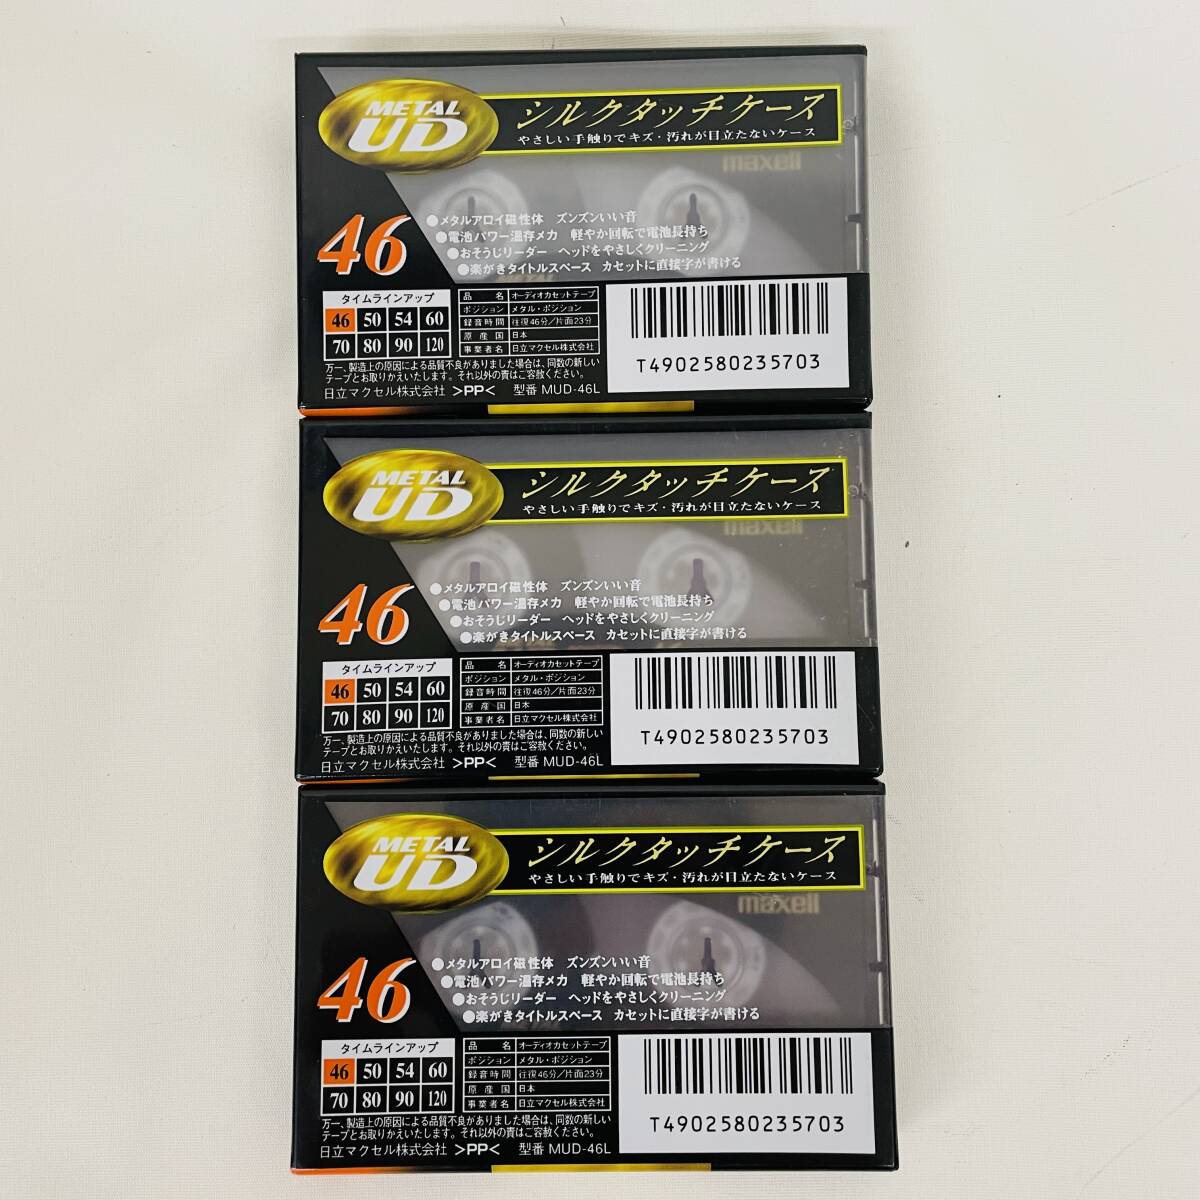 METAL
UD
シルクタッチケース
やさしい手触りでキズ・汚れが目立たないケース
maxell
46
●メタルアロイ磁性体 ズンズンいい音
●電池パワー温存メカ 軽やか回転で電池長持ち
●おそうじリーダー ヘッドをやさしくクリーニング
●楽がきタイトルスペース カセットに直接字が書ける
タイムラインアップ
46 50 54 60
70 80 90 120
品名 オーディオカセットテープ
ポジション メタル・ポジション
録音時間 往復46分/片面23分
原産国 日本
事業者名 日立マクセル株式会社
T4902580235703
万一、製造上の原因による品質不良がありました場合は、同数の新しい
テープとお取りかえいたします。それ以外の責はご容赦ください。
日立マクセル株式会社 >PP< 型番 MUD-46L
METAL
UD
シルクタッチケース
やさしい手触りでキズ・汚れが目立たないケース
maxell
46
●メタルアロイ磁性体 ズンズンいい音
●電池パワー温存メカ 軽やか回転で電池長持ち
●おそうじリーダー ヘッドをやさしくクリーニング
●楽がきタイトルスペース カセットに直接字が書ける
タイムラインアップ
46 50 54 60
70 80 90 120
品名 オーディオカセットテープ
ポジション メタル・ポジション
録音時間 往復46分/片面23分
原産国 日本
事業者名 日立マクセル株式会社
T4902580235703
万一、製造上の原因による品質不良がありました場合は、同数の新しい
テープとお取りかえいたします。それ以外の責はご容赦ください。
日立マクセル株式会社 >PP< 型番 MUD-46L
METAL
UD
シルクタッチケース
やさしい手触りでキズ・汚れが目立たないケース
maxell
46
●メタルアロイ磁性体 ズンズンいい音
●電池パワー温存メカ 軽やか回転で電池長持ち
●おそうじリーダー ヘッドをやさしくクリーニング
●楽がきタイトルスペース カセットに直接字が書ける
タイムラインアップ
46 50 54 60
70 80 90 120
品名 オーディオカセットテープ
ポジション メタル・ポジション
録音時間 往復46分/片面23分
原産国 日本
事業者名 日立マクセル株式会社
T4902580235703
万一、製造上の原因による品質不良がありました場合は、同数の新しい
テープとお取りかえいたします。それ以外の責はご容赦ください。
日立マクセル株式会社 >PP< 型番 MUD-46L